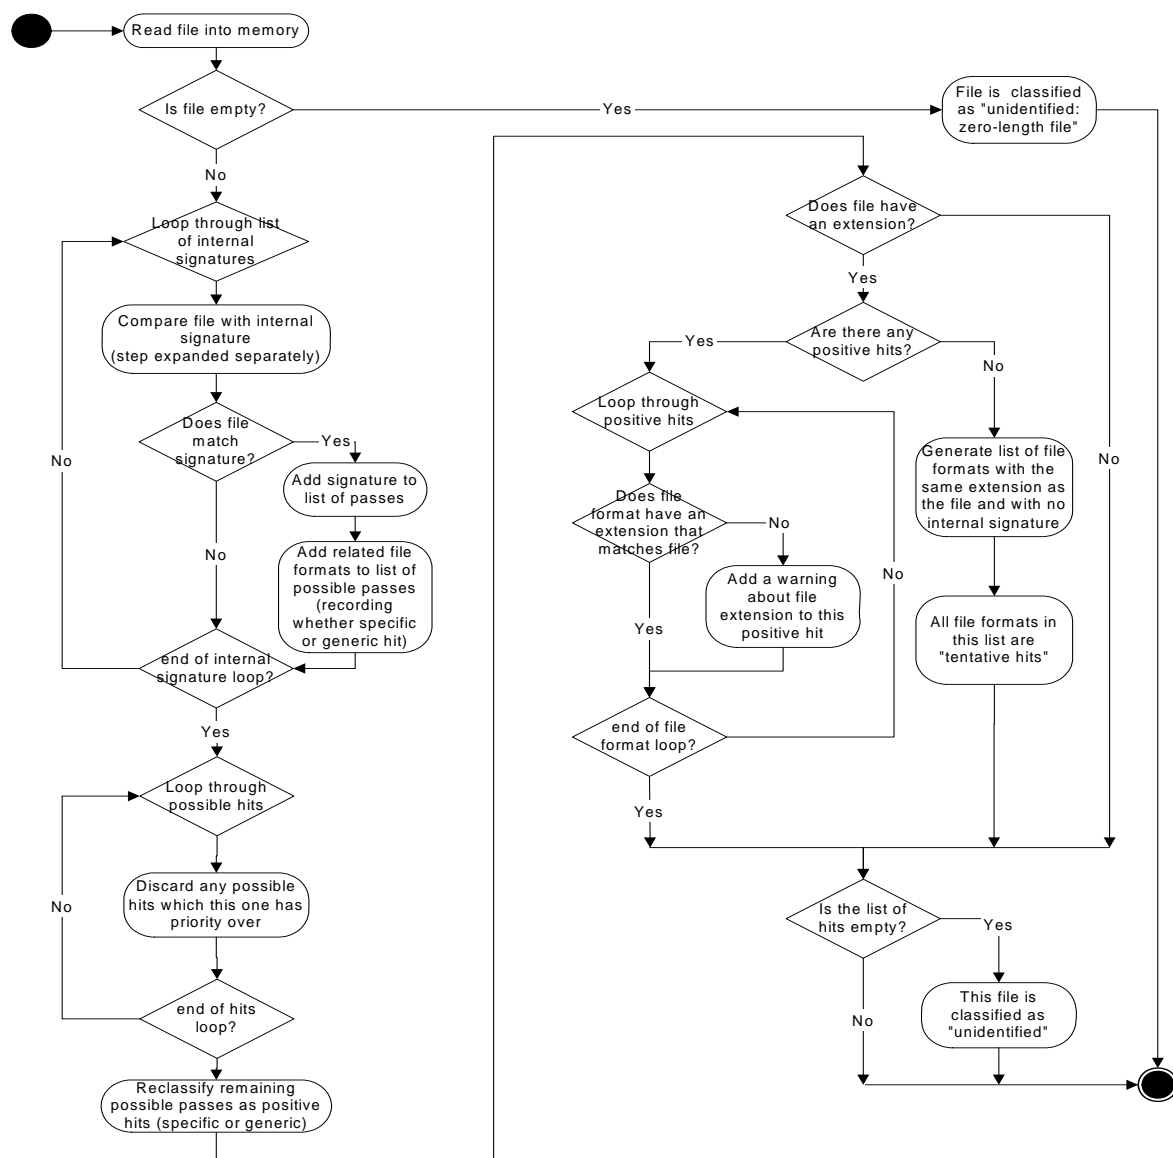 Read file into memory
Is file empty?
Yes
File is classified
as "unidentified:
zero-length file"
No
Loop through list
of internal
signatures
Compare file with internal
signature
(step expanded separately)
Does file
match
signature?
Yes
Add signature to
list of passes
No
No
Add related file
formats to list of
possible passes
(recording
whether specific
or generic hit)
end of internal
signature loop?
Yes
Loop through
possible hits
No
Discard any possible
hits which this one has
priority over
end of hits
loop?
Reclassify remaining
possible passes as positive
hits (specific or generic)
Does file have
an extension?
Yes
Are there any
positive hits?
Yes
No
Loop through
positive hits
No
Generate list of file
formats with the
same extension as
the file and with no
internal signature
Does file
format have an
extension that
matches file?
No
No
Add a warning
about file
extension to this
positive hit
Yes
All file formats in
this list are
"tentative hits"
end of file
format loop?
Yes
Is the list of
hits empty?
Yes
No
This file is
classified as
"unidentified"